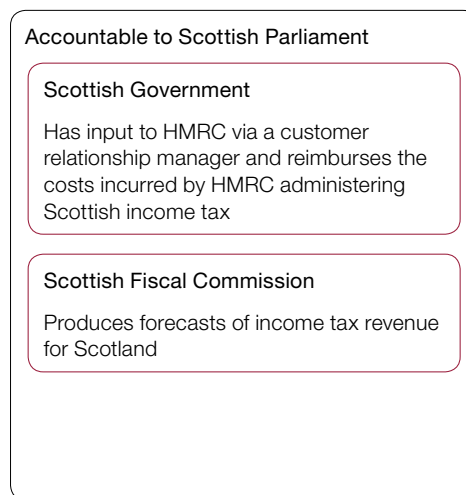 Accountable to Scottish Parliament
Scottish Government
Has input to HMRC via a customer
relationship manager and reimburses the
costs incurred by HMRC administering
Scottish income tax
Scottish Fiscal Commission
Produces forecasts of income tax revenue
for Scotland